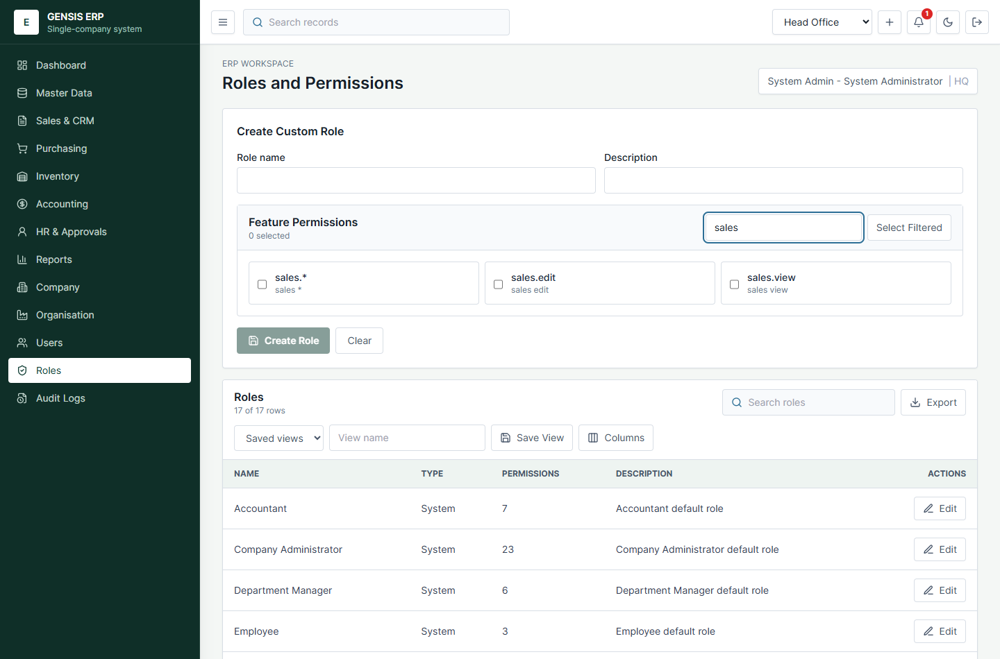 E
GENSIS ERP
Single-company system
Dashboard
Master Data
Sales & CRM
Purchasing
Inventory
Accounting
HR & Approvals
Reports
Company
Organisation
Users
Roles
Audit Logs
Search records
Head Office
1
ERP WORKSPACE
Roles and Permissions
System Admin - System Administrator | HQ
Create Custom Role
Role name
Description
Feature Permissions
0 selected
sales
Select Filtered
sales.*
sales *
sales.edit
sales edit
sales.view
sales view
Create Role
Clear
Roles
17 of 17 rows
Search roles
Export
Saved views
View name
Save View
Columns
NAME TYPE PERMISSIONS DESCRIPTION ACTIONS
Accountant System 7 Accountant default role Edit
Company Administrator System 23 Company Administrator default role Edit
Department Manager System 6 Department Manager default role Edit
Employee System 3 Employee default role Edit